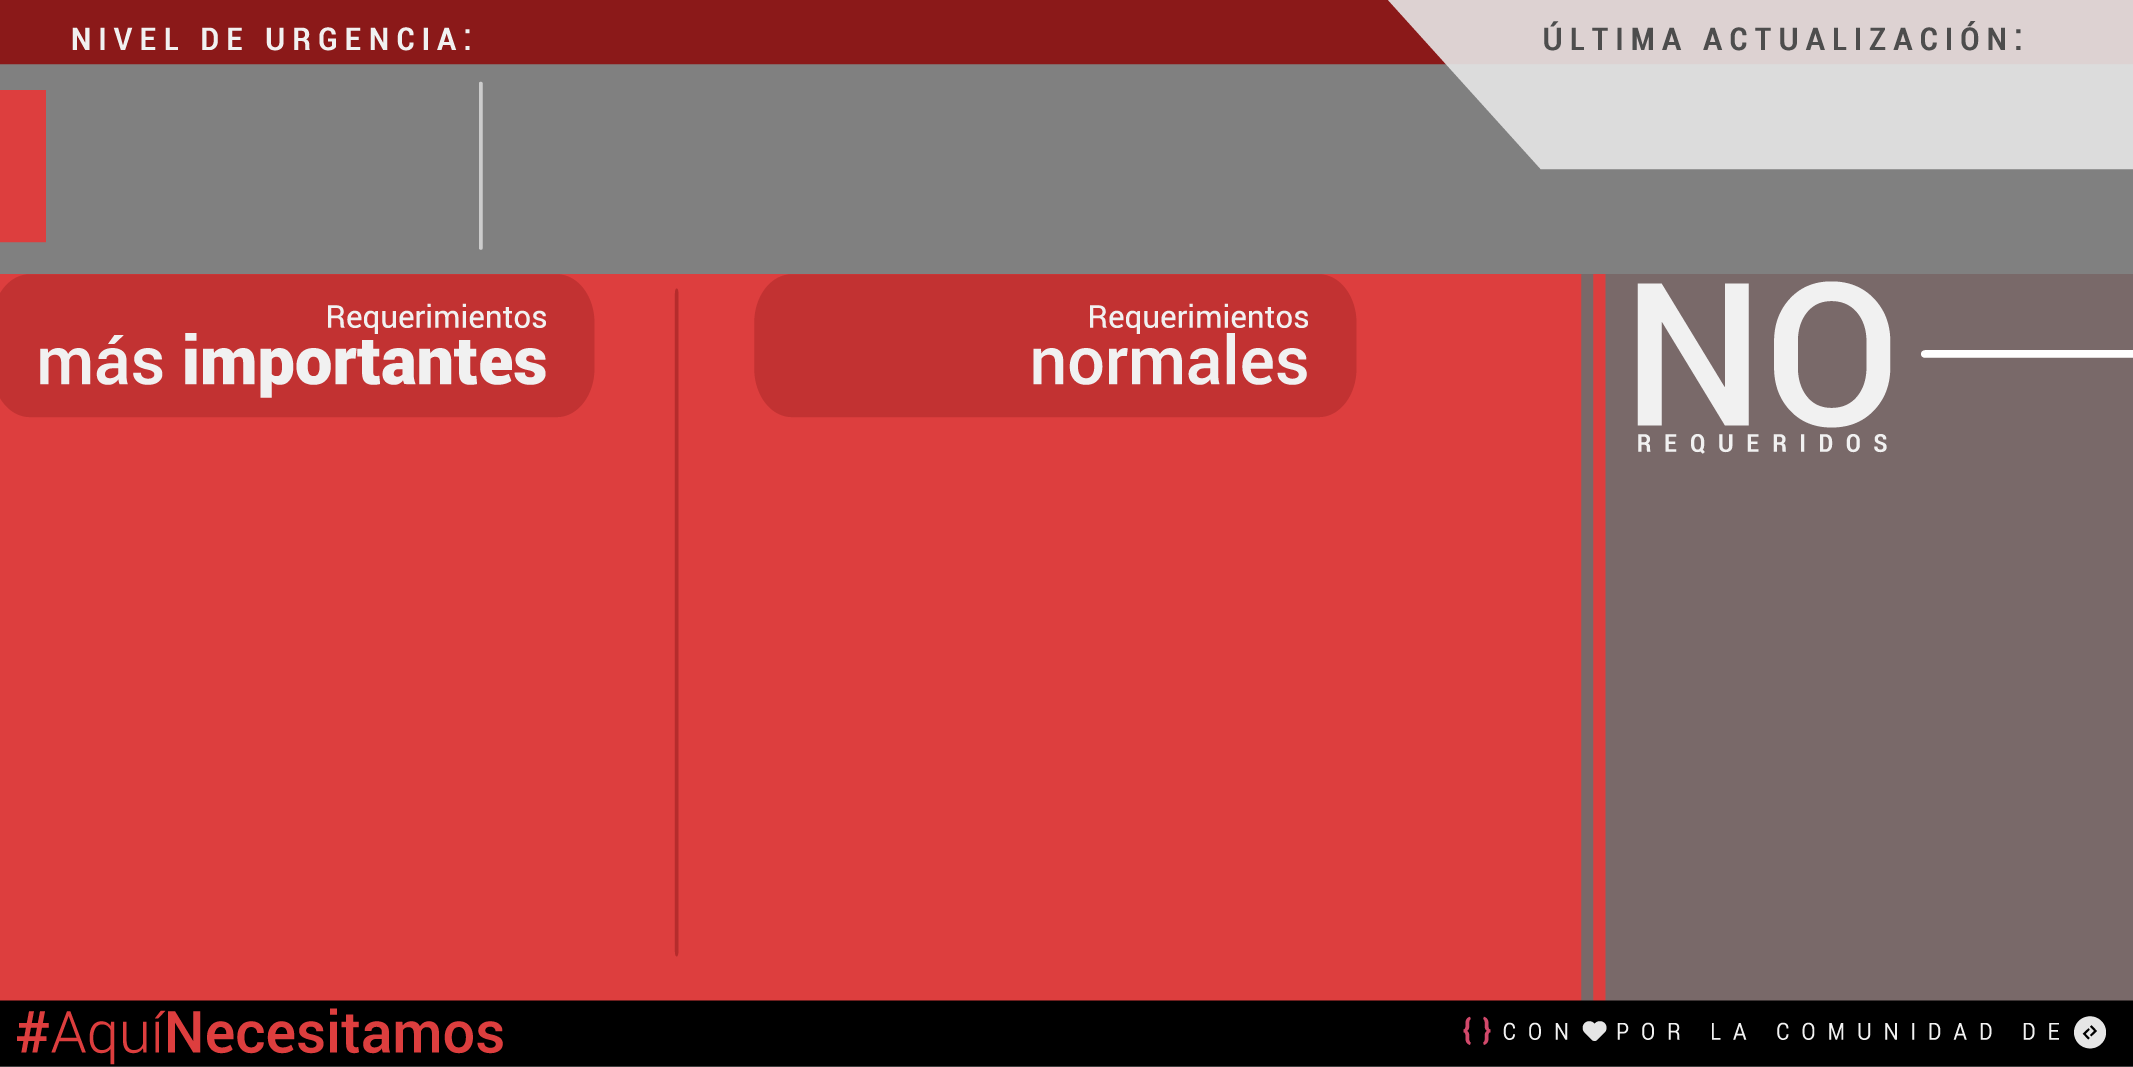 NIVEL DE URGENCIA:
ÚLTIMA ACTUALIZACIÓN:
Requerimientos
más importantes
Requerimientos
normales
NO
REQUERIDOS
#AquíNecesitamos
{} CON POR LA COMUNIDAD DE